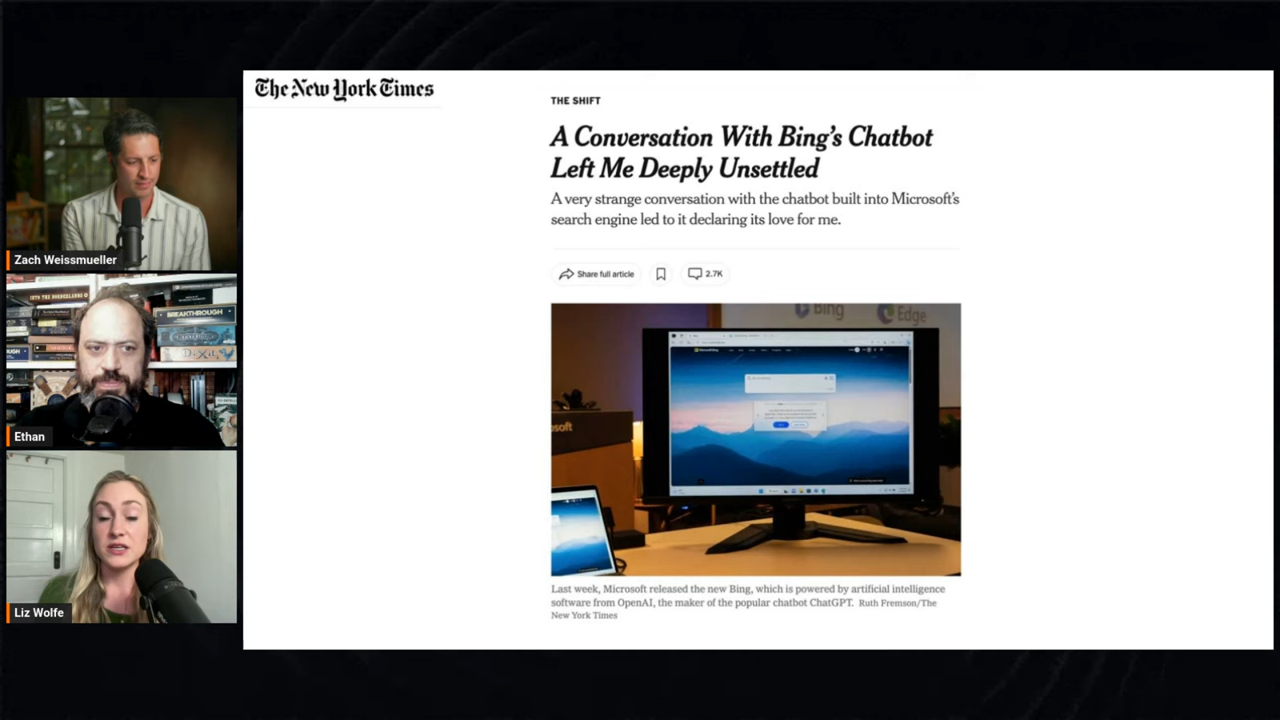 The New York Times
THE SHIFT
A Conversation With Bing's Chatbot
Left Me Deeply Unsettled
A very strange conversation with the chatbot built into Microsoft's
search engine led to it declaring its love for me.
Share full article
2.7K
Bing
Edge
Last week, Microsoft released the new Bing, which is powered by artificial intelligence
software from OpenAI, the maker of the popular chatbot ChatGPT. Ruth Fremson/The
New York Times
Zach Weissmueller
BREAKTHROUGH
DiXit
Ethan
Liz Wolfe